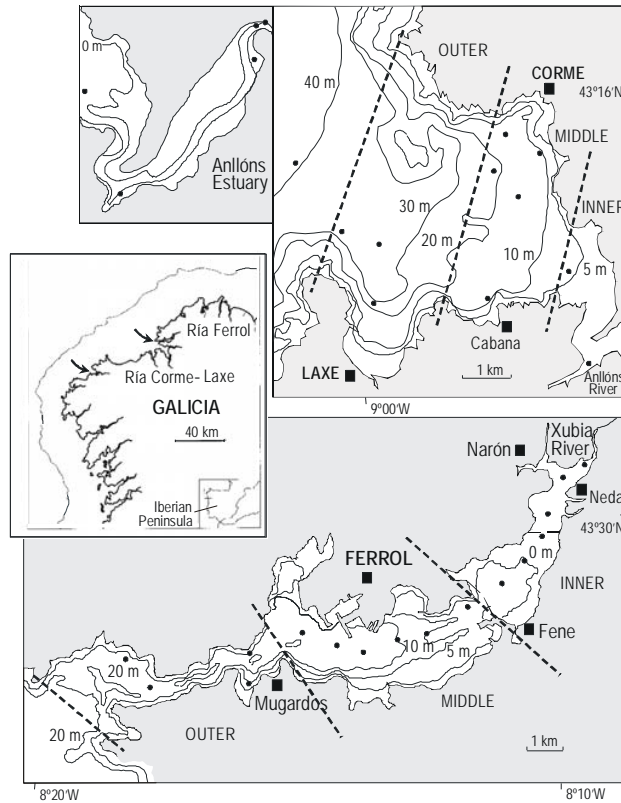 0 m
Anllóns
Estuary
OUTER
CORME
40 m
43°16'N
MIDDLE
INNER
30 m
20 m
10 m
5 m
Cabana
LAXE
1 km
Anllóns
River
9°00'W
Ría Ferrol
Ría Corme- Laxe
GALICIA
40 km
Iberian
Peninsula
Narón
Xubia
River
Neda
43°30'N
0 m
FERROL
INNER
Fene
10 m
5 m
20 m
Mugardos
MIDDLE
OUTER
20 m
1 km
8°20'W
8°10'W